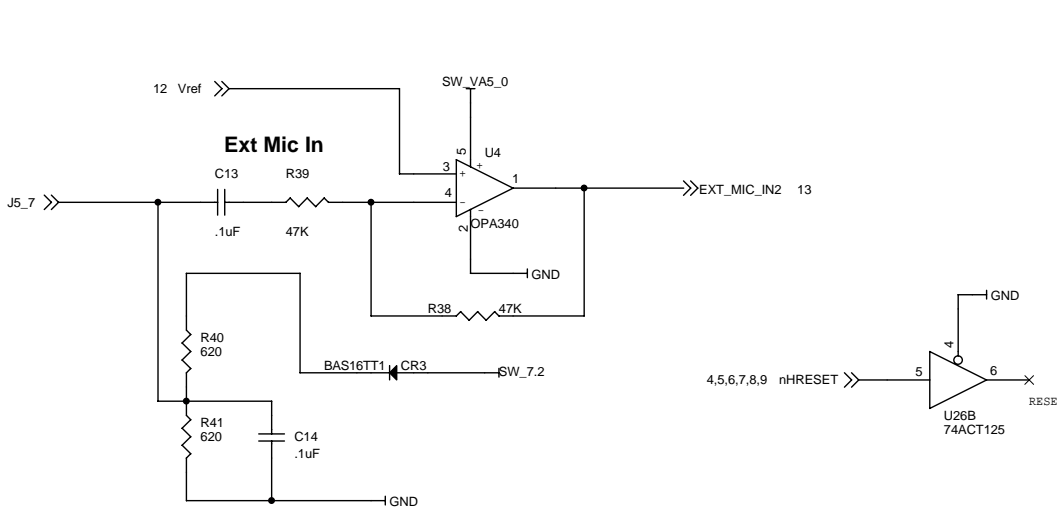 SW_VA5_0
12 Vref
Ext Mic In
5
U4
C13
R39
3
+
+
1
4
−
−
J5_7
EXT_MIC_IN2 13
OPA340
2
.1uF
47K
GND
R38
47K
GND
R40
620
4
BAS16TT1
CR3
SW_7.2
4,5,6,7,8,9 nHRESET
5
6
RESE
R41
620
U26B
74ACT125
C14
.1uF
GND